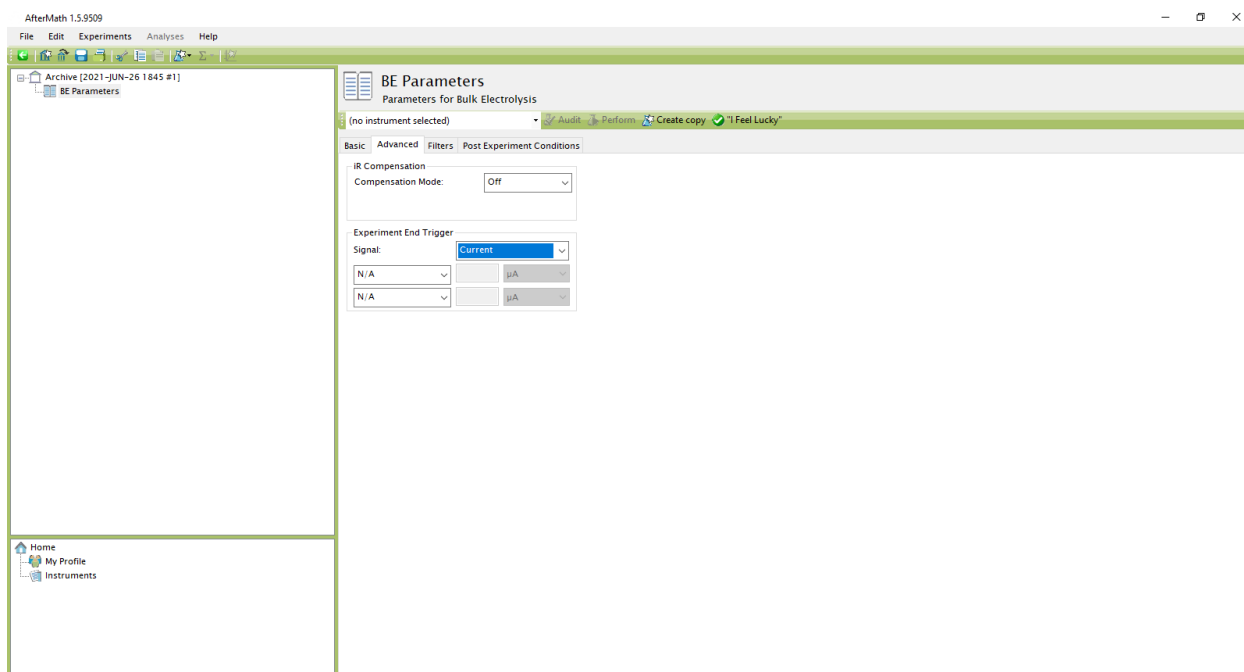 AfterMath 1.5.9509
File Edit Experiments Analyses Help
Archive [2021-JUN-26 1845 #1]
BE Parameters
Home
My Profile
Instruments
BE Parameters
Parameters for Bulk Electrolysis
(no instrument selected) Audit Perform Create copy "I Feel Lucky"
Basic Advanced Filters Post Experiment Conditions
iR Compensation
Compensation Mode: Off
Experiment End Trigger
Signal: Current
N/A µA
N/A µA